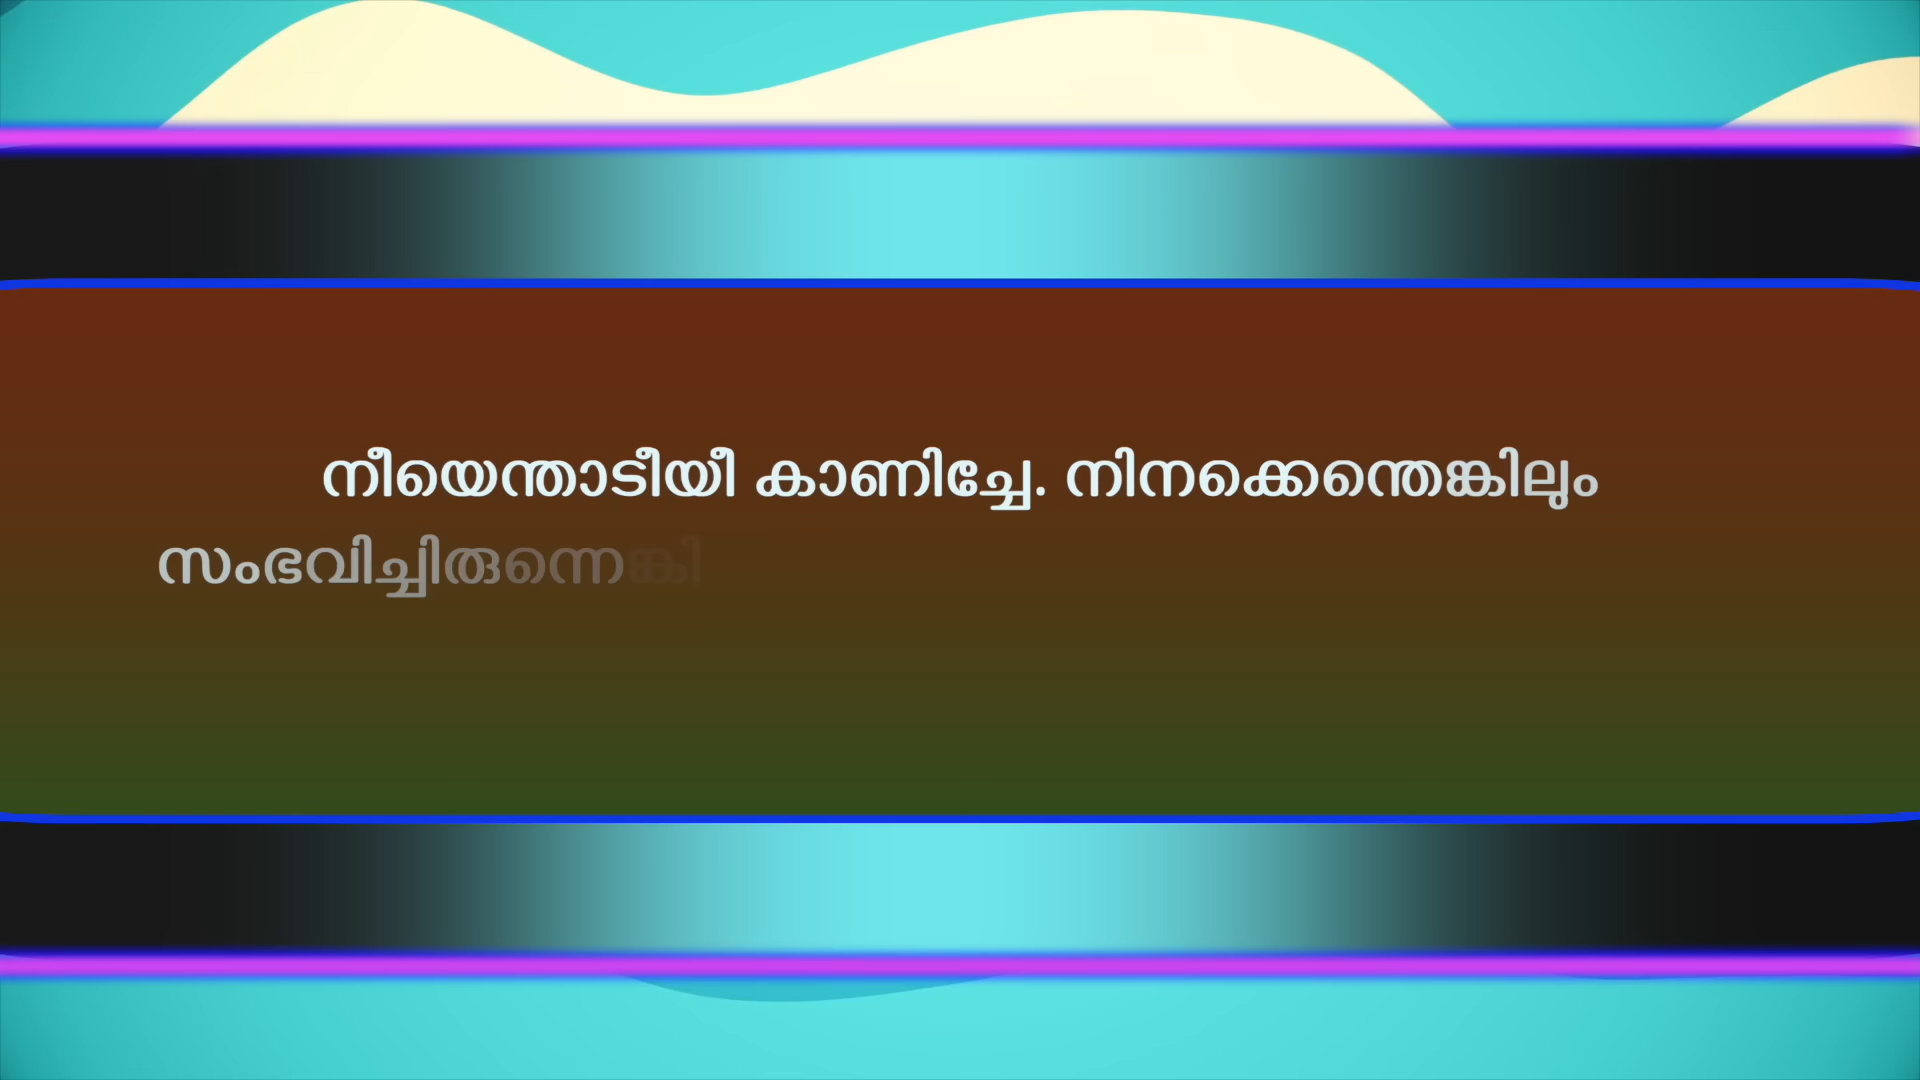 നീയെന്താടീയീ കാണിച്ചേ. നിനക്കെന്തെങ്കിലും
സംഭവിച്ചിരുന്നെങ്കി